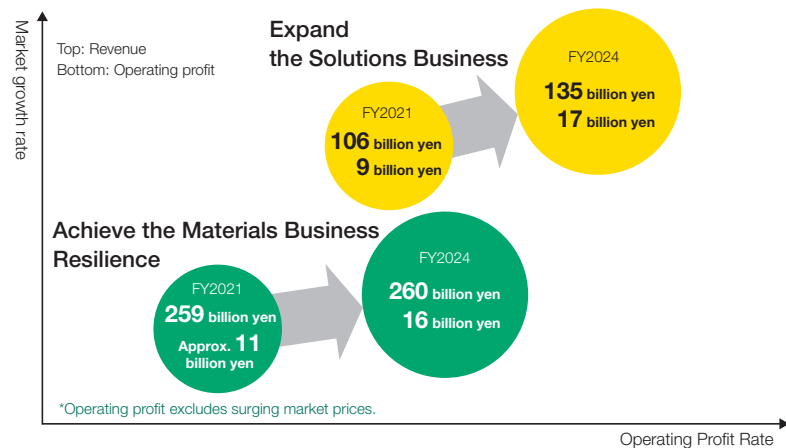 Market growth rate
Top: Revenue
Bottom: Operating profit
Expand
the Solutions Business
FY2021
106 billion yen
9 billion yen
FY2024
135 billion yen
17 billion yen
Achieve the Materials Business
Resilience
FY2021
259 billion yen
Approx. 11
billion yen
FY2024
260 billion yen
16 billion yen
*Operating profit excludes surging market prices.
Operating Profit Rate